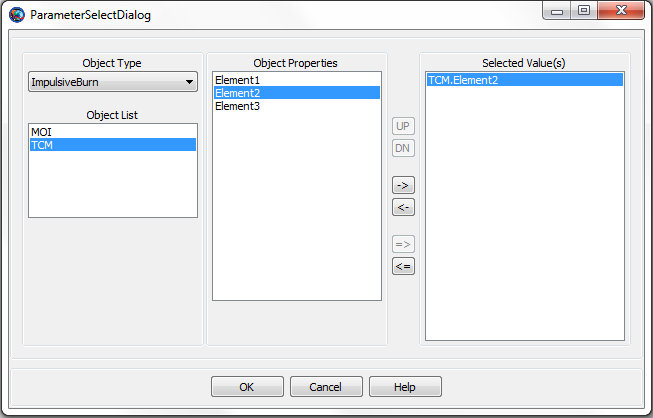 ParameterSelectDialog
Object Type
ImpulsiveBurn
Object List
MOI
TCM
Object Properties
Element1
Element2
Element3
UP
DN
->
<-
=>
<=
Selected Value(s)
TCM.Element2
OK
Cancel
Help